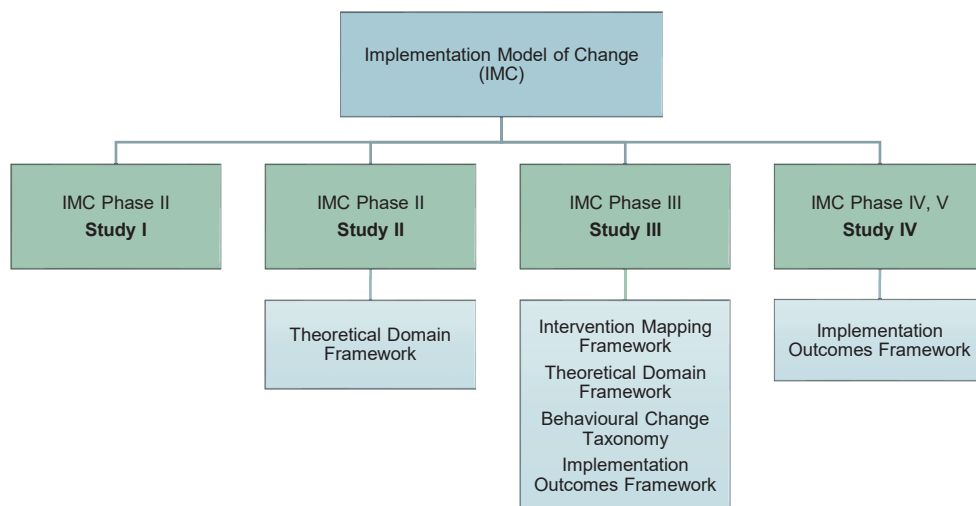 Implementation Model of Change
(IMC)
IMC Phase II
Study I
IMC Phase II
Study II
IMC Phase III
Study III
IMC Phase IV, V
Study IV
Theoretical Domain
Framework
Intervention Mapping
Framework
Theoretical Domain
Framework
Behavioural Change
Taxonomy
Implementation
Outcomes Framework
Implementation
Outcomes Framework